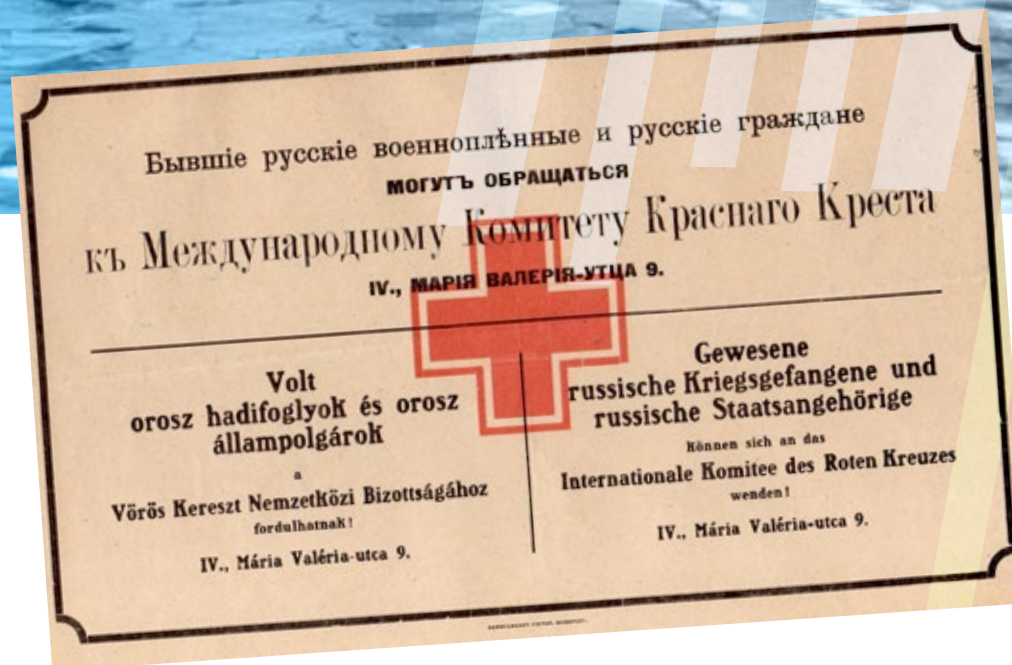 Бывшіе русскіе военноплѣнные и русскіе граждане
МОГУТЪ ОБРАЩАТЬСЯ
къ Международному Комитету Краснаго Креста
IV., МАРІЯ ВАЛЕРІЯ-УТЦА 9.
Volt
orosz hadifoglyok és orosz
állampolgárok
a
Vörös Kereszt Nemzetközi Bizottságához
fordulhatnak!
IV., Mária Valéria-utca 9.
Gewesene
russische Kriegsgefangene und
russische Staatsangehörige
Können sich an das
Internationale Komitee des Roten Kreuzes
wenden!
IV., Mária Valéria-utca 9.